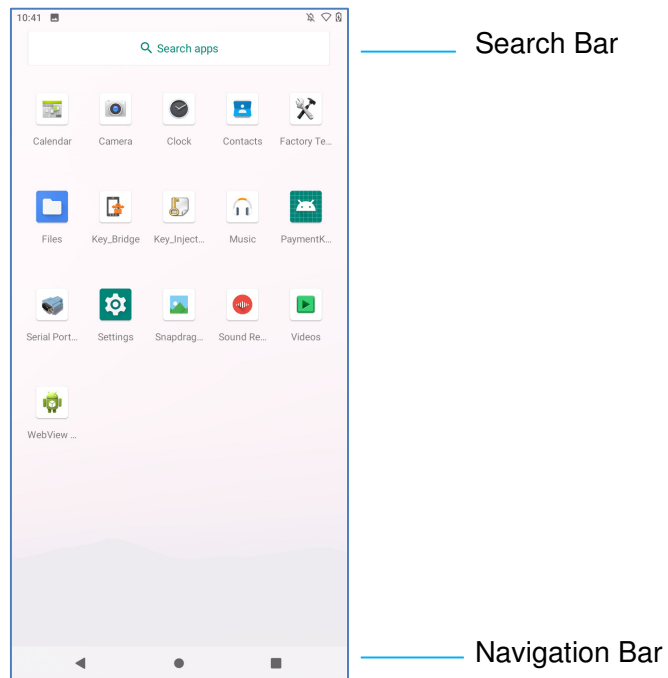 10:41
Search apps
Search Bar
Calendar Camera Clock Contacts Factory Te...
Files Key_Bridge Key_Inject... Music PaymentK...
Serial Port... Settings Snapdrag... Sound Re... Videos
WebView ...
Navigation Bar